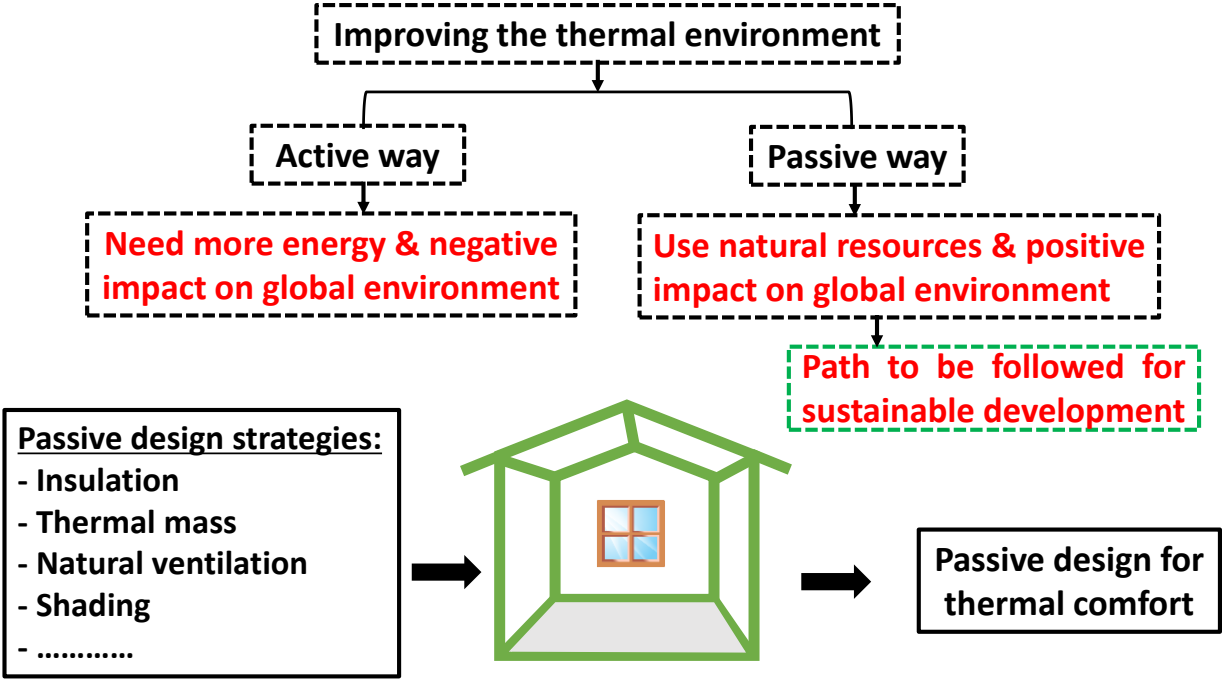 Improving the thermal environment
Active way
Passive way
Need more energy & negative
impact on global environment
Use natural resources & positive
impact on global environment
Path to be followed for
sustainable development
Passive design strategies:
- Insulation
- Thermal mass
- Natural ventilation
- Shading
- …………
Passive design for
thermal comfort